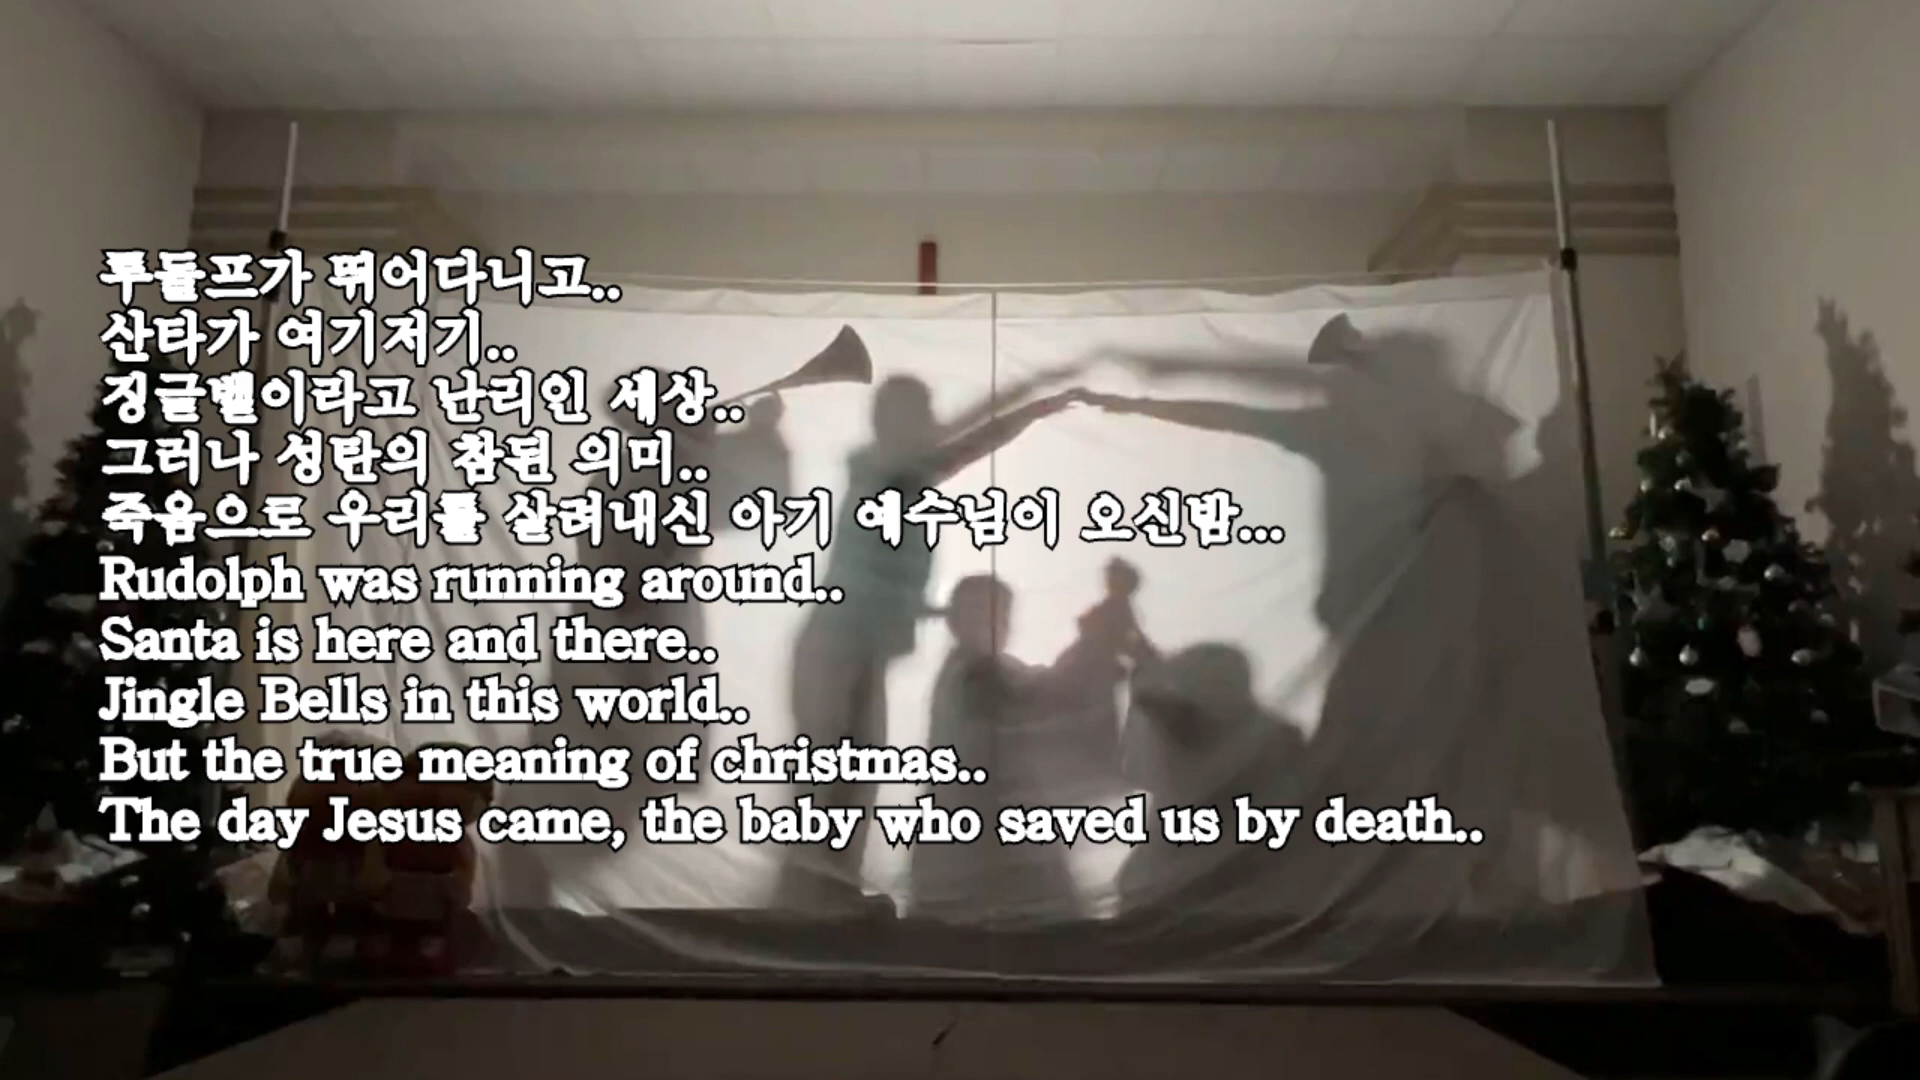 루돌프가 뛰어다니고..
산타가 여기저기..
징글벨이라고 난리인 세상..
그러나 성탄의 참된 의미..
죽음으로 우리를 살려내신 아기 예수님이 오신밤...
Rudolph was running around..
Santa is here and there..
Jingle Bells in this world..
But the true meaning of christmas..
The day Jesus came, the baby who saved us by death..